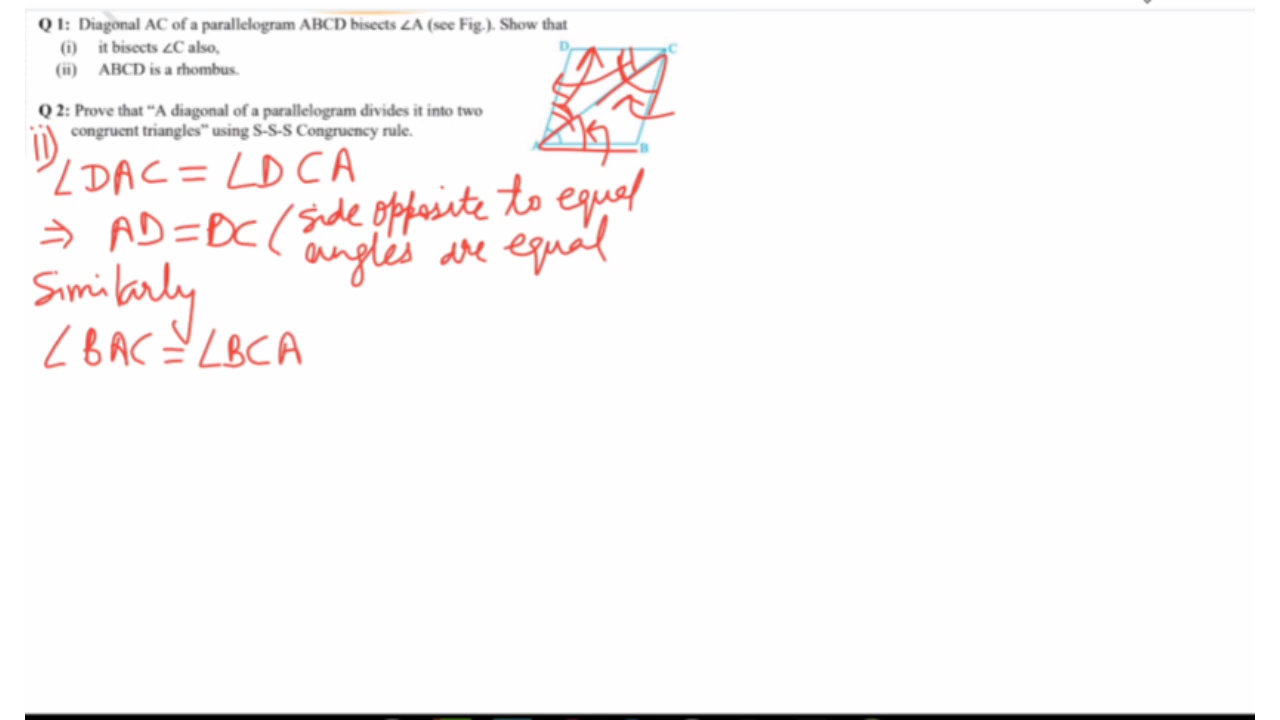 Q 1: Diagonal AC of a parallelogram ABCD bisects ∠A (see Fig.). Show that
(i) it bisects ∠C also,
(ii) ABCD is a rhombus.
D C
A B
Q 2: Prove that “A diagonal of a parallelogram divides it into two
congruent triangles” using S-S-S Congruency rule.
ii)
∠DAC = ∠DCA
⇒ AD = DC ( side opposite to equal
angles are equal
Similarly
∠BAC = ∠BCA